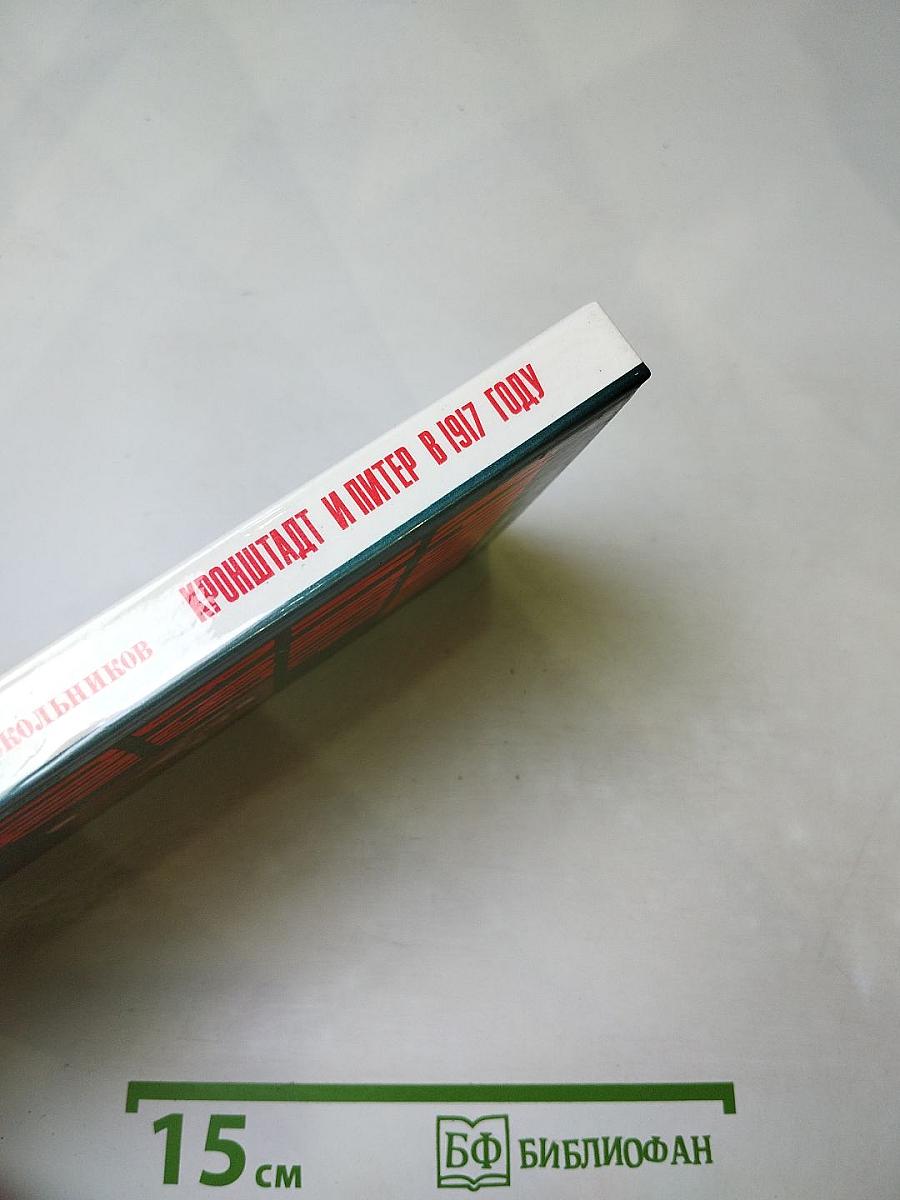 кольников КРОНШТАДТ И ПИТЕР В 1917 ГОДУ
15 см
БФ БИБЛИОФАН